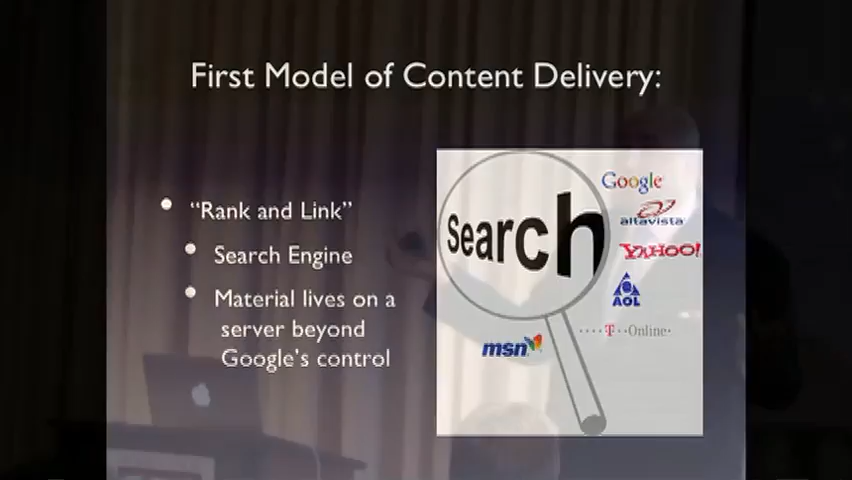 First Model of Content Delivery:
• “Rank and Link”
• Search Engine
• Material lives on a
server beyond
Google's control
Search
Google
altavista
YAHOO!
AOL
T Online
msn